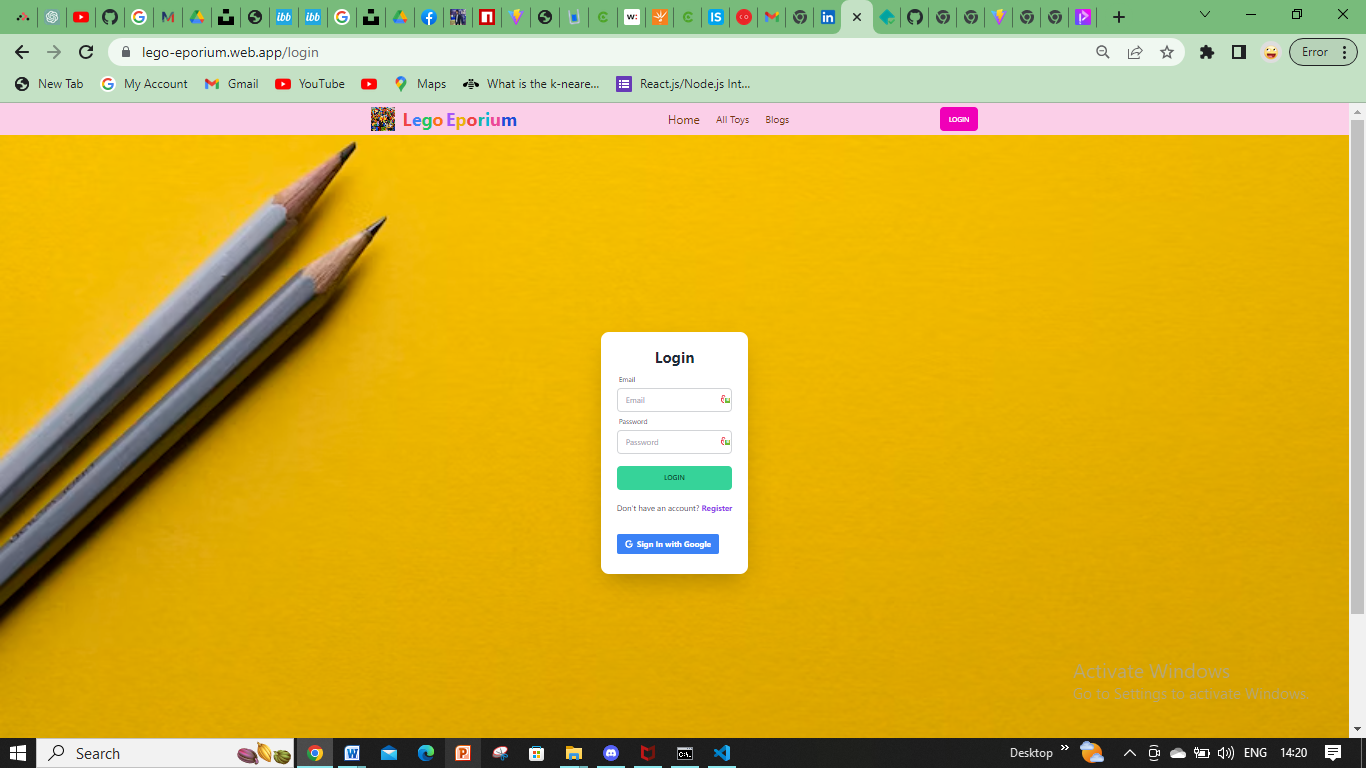 lego-eporium.web.app/login
Error
New Tab
My Account
Gmail
YouTube
Maps
What is the k-neare...
React.js/Node.js Int...
Lego Eporium
Home
All Toys
Blogs
LOGIN
Login
Email
Email
Password
Password
LOGIN
Don't have an account? Register
Sign In with Google
Activate Windows
Go to Settings to activate Windows.
Search
Desktop
ENG
14:20